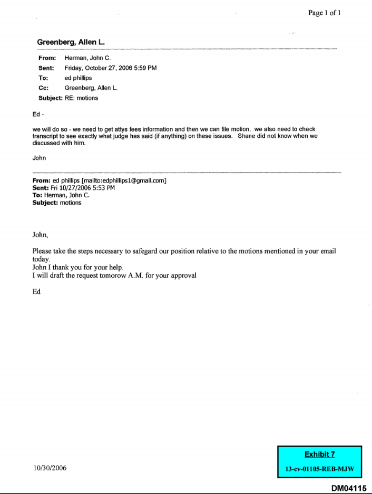 Page 1 of 1
Greenberg, Allen L.
From: Herman, John C.
Sent: Friday, October 27, 2006 5:59 PM
To: ed phillips
Cc: Greenberg, Allen L.
Subject: RE: motions
Ed -
we will do so - we need to get attys fees information and then we can file motion. we also need to check
transcript to see exactly what judge has said (if anything) on these issues. Share did not know when we
discussed with him.
John
From: ed phillips [mailto:edphillips1@gmail.com]
Sent: Fri 10/27/2006 5:53 PM
To: Herman, John C.
Subject: motions
John,
Please take the steps necessary to safegard our position relative to the motions mentioned in your email
today.
John I thank you for your help.
I will draft the request tomorow A.M. for your approval
Ed
10/30/2006
Exhibit 7
13-cv-01105-REB-MJW
DM04115